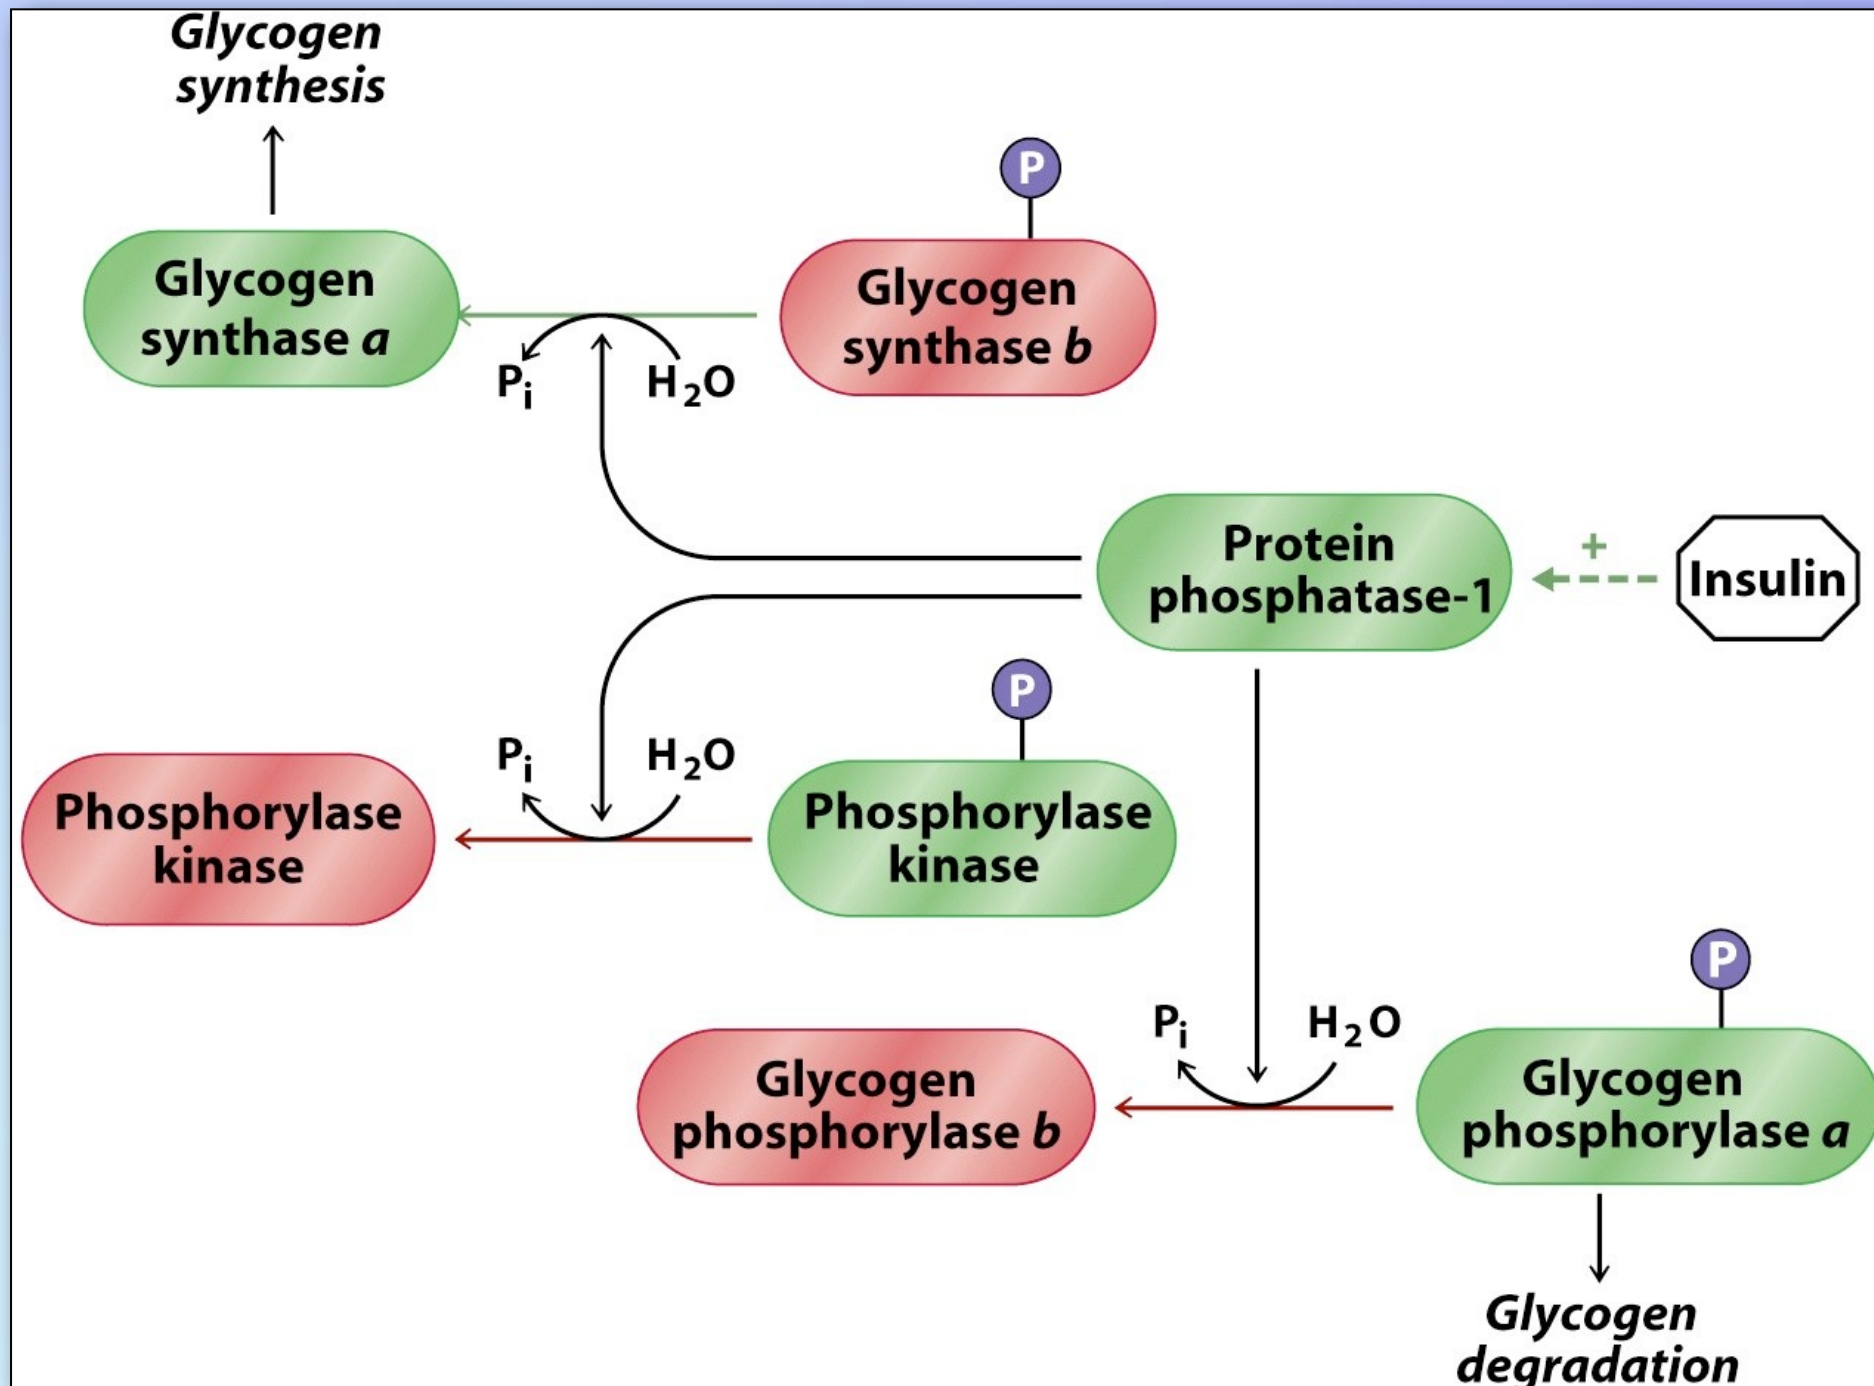 Glycogen
synthesis
P
Glycogen
synthase a
Glycogen
synthase b
Pi
H2O
Protein
phosphatase-1
+
Insulin
P
Pi
H2O
Phosphorylase
kinase
Phosphorylase
kinase
P
Pi
H2O
Glycogen
phosphorylase b
Glycogen
phosphorylase a
Glycogen
degradation